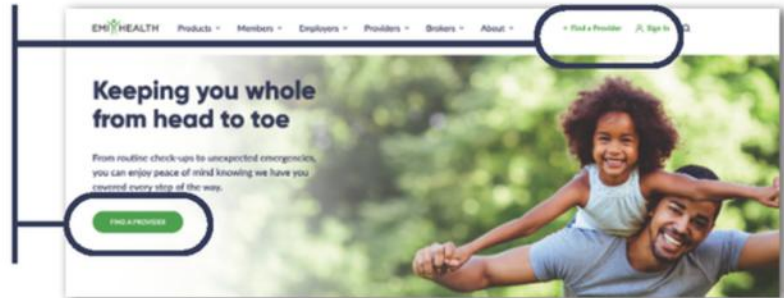 EMI HEALTH Products Members Employers Providers Brokers About + Find a Provider Sign In
Keeping you whole
from head to toe
From routine check-ups to unexpected emergencies,
you can enjoy peace of mind knowing we have you
covered every step of the way.
FIND A PROVIDER